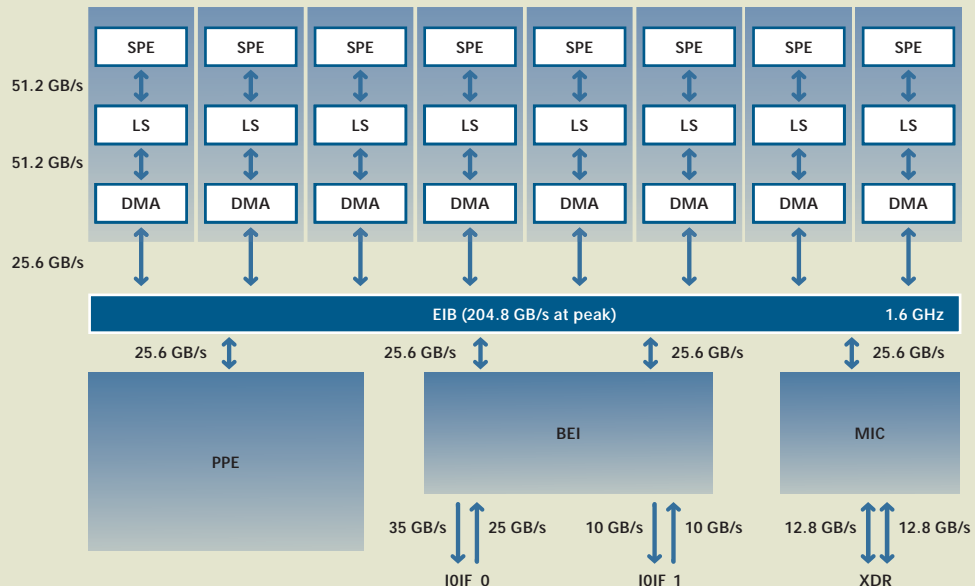 SPE SPE SPE SPE SPE SPE SPE SPE
51.2 GB/s
LS LS LS LS LS LS LS LS
51.2 GB/s
DMA DMA DMA DMA DMA DMA DMA DMA
25.6 GB/s
EIB (204.8 GB/s at peak) 1.6 GHz
25.6 GB/s 25.6 GB/s 25.6 GB/s 25.6 GB/s
PPE BEI MIC
35 GB/s 25 GB/s 10 GB/s 10 GB/s 12.8 GB/s 12.8 GB/s
IOIF_0 IOIF_1 XDR